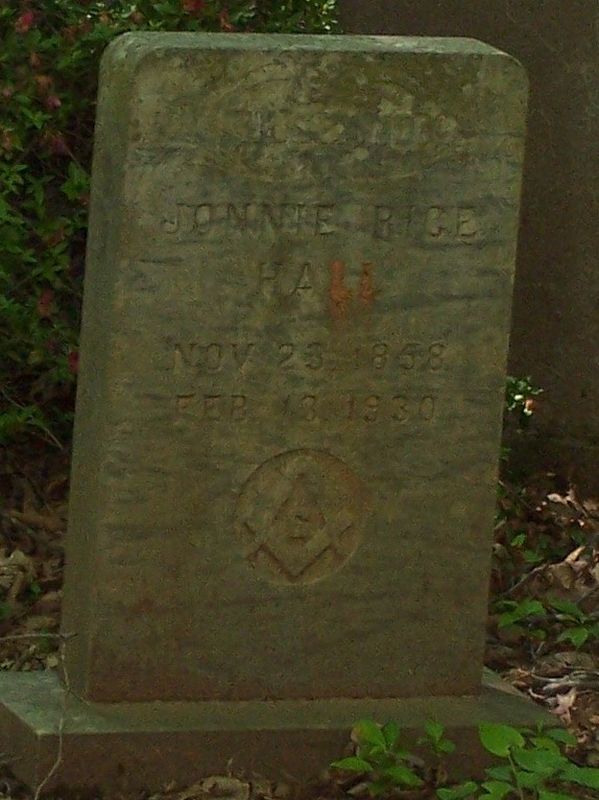 JONNIE RICE
HALL
NOV 23, 1858
FEB 13, 1930
G